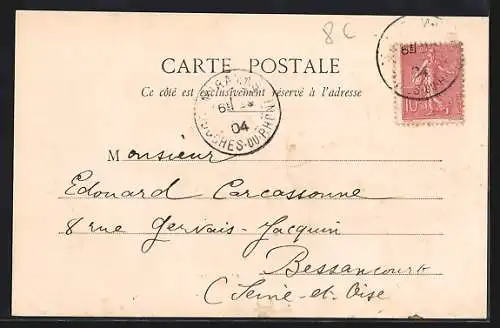 8C
CARTE POSTALE
Ce côté est exclusivement réservé à l'adresse
BOUCHES-DU-RHÔNE
04
10
Monsieur
Edouard Carcassonne
8 rue Gervais-Jacquin
Bessancourt
(Seine-et-Oise